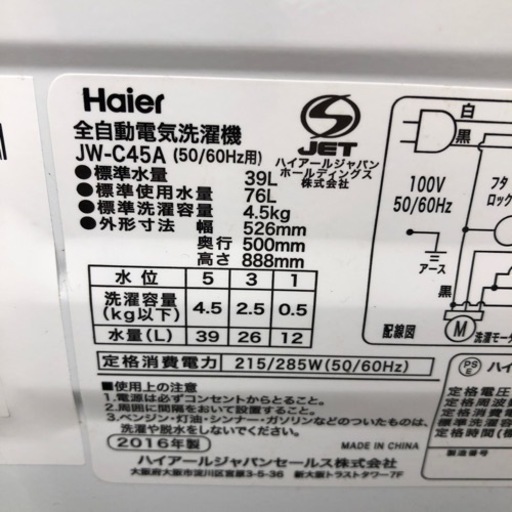 Haier
全自動電気洗濯機
JW-C45A (50/60Hz用)
●標準水量 39L
●標準使用水量 76L
●標準洗濯容量 4.5kg
●外形寸法 幅 526mm
奥行 500mm
高さ 888mm
S
JET
ハイアールジャパン
ホールディングス
株式会社
水位 5 3 1
洗濯容量
(kg以下) 4.5 2.5 0.5
水量(L) 39 26 12
定格消費電力 215/285W(50/60Hz)
■使用上の注意
1.電源は必ずコンセントからとること。
2.周囲に間隔をおいて設置すること。
3.ベンジン・灯油・シンナー・ガソリンなどのついたものは、
洗濯や脱水をしないでください。
2016年製
MADE IN CHINA
ハイアールジャパンセールス株式会社
大阪府大阪市淀川区宮原3-5-36 新大阪トラストタワー7F
白
黒
100V
50/60Hz
フタ
ロック
アース
黒
配線図
M
洗濯モータ
PS
E
ハイ
定格電圧
定格周波数
定格消費
標準洗濯容
定格時間(
製造番号